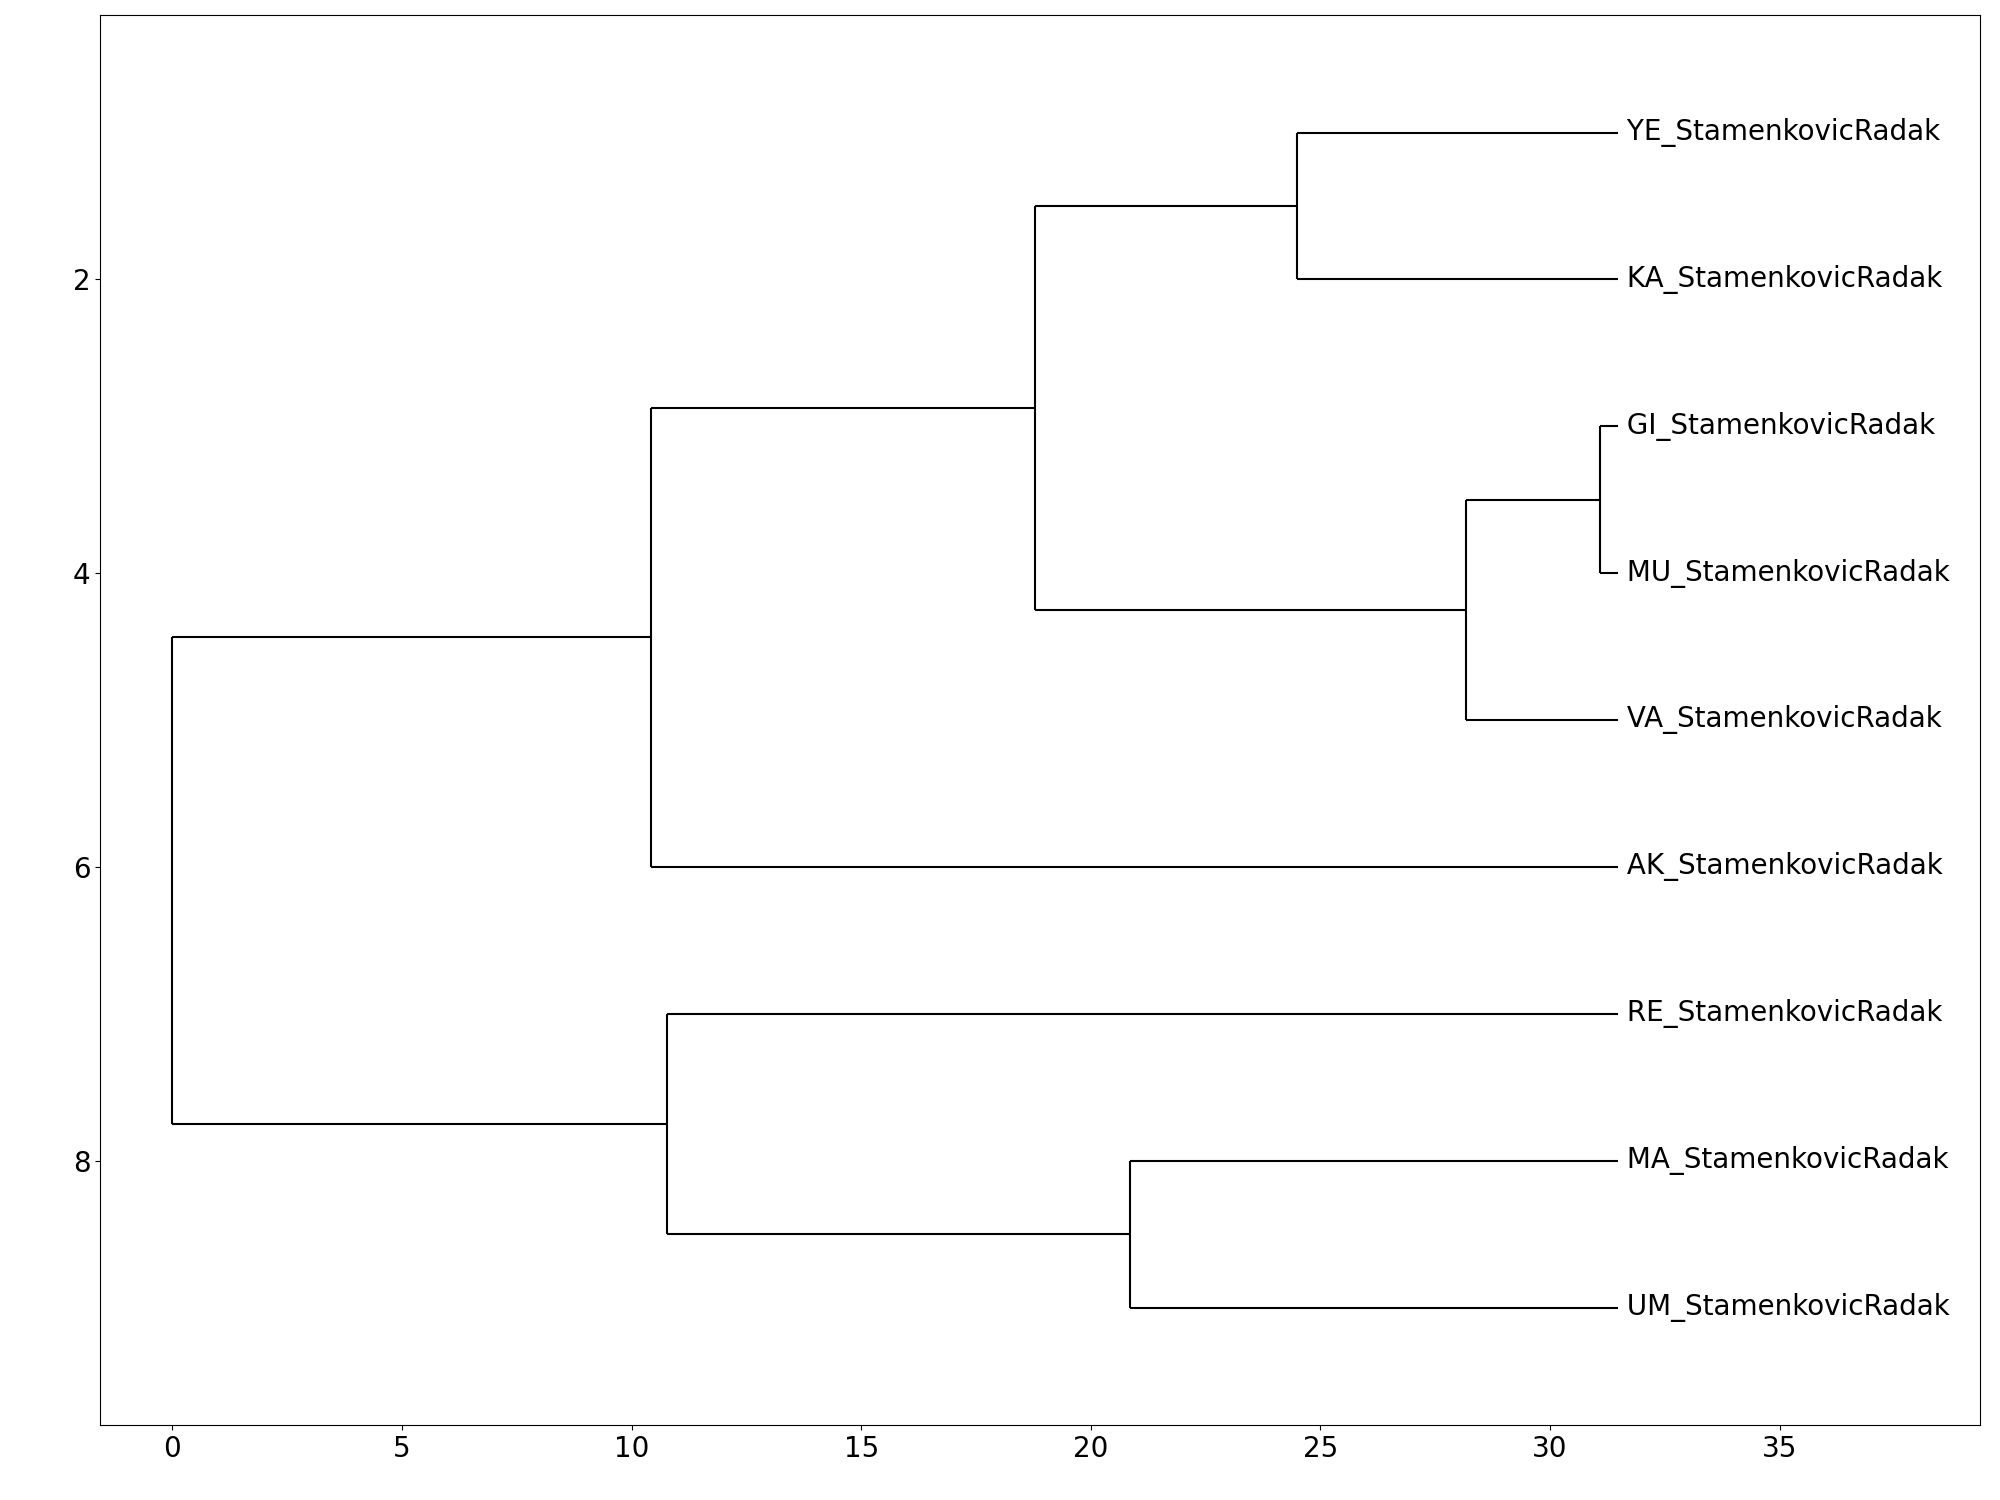 YE_StamenkovicRadak
2
KA_StamenkovicRadak
GI_StamenkovicRadak
4
MU_StamenkovicRadak
VA_StamenkovicRadak
6
AK_StamenkovicRadak
RE_StamenkovicRadak
8
MA_StamenkovicRadak
UM_StamenkovicRadak
0 5 10 15 20 25 30 35